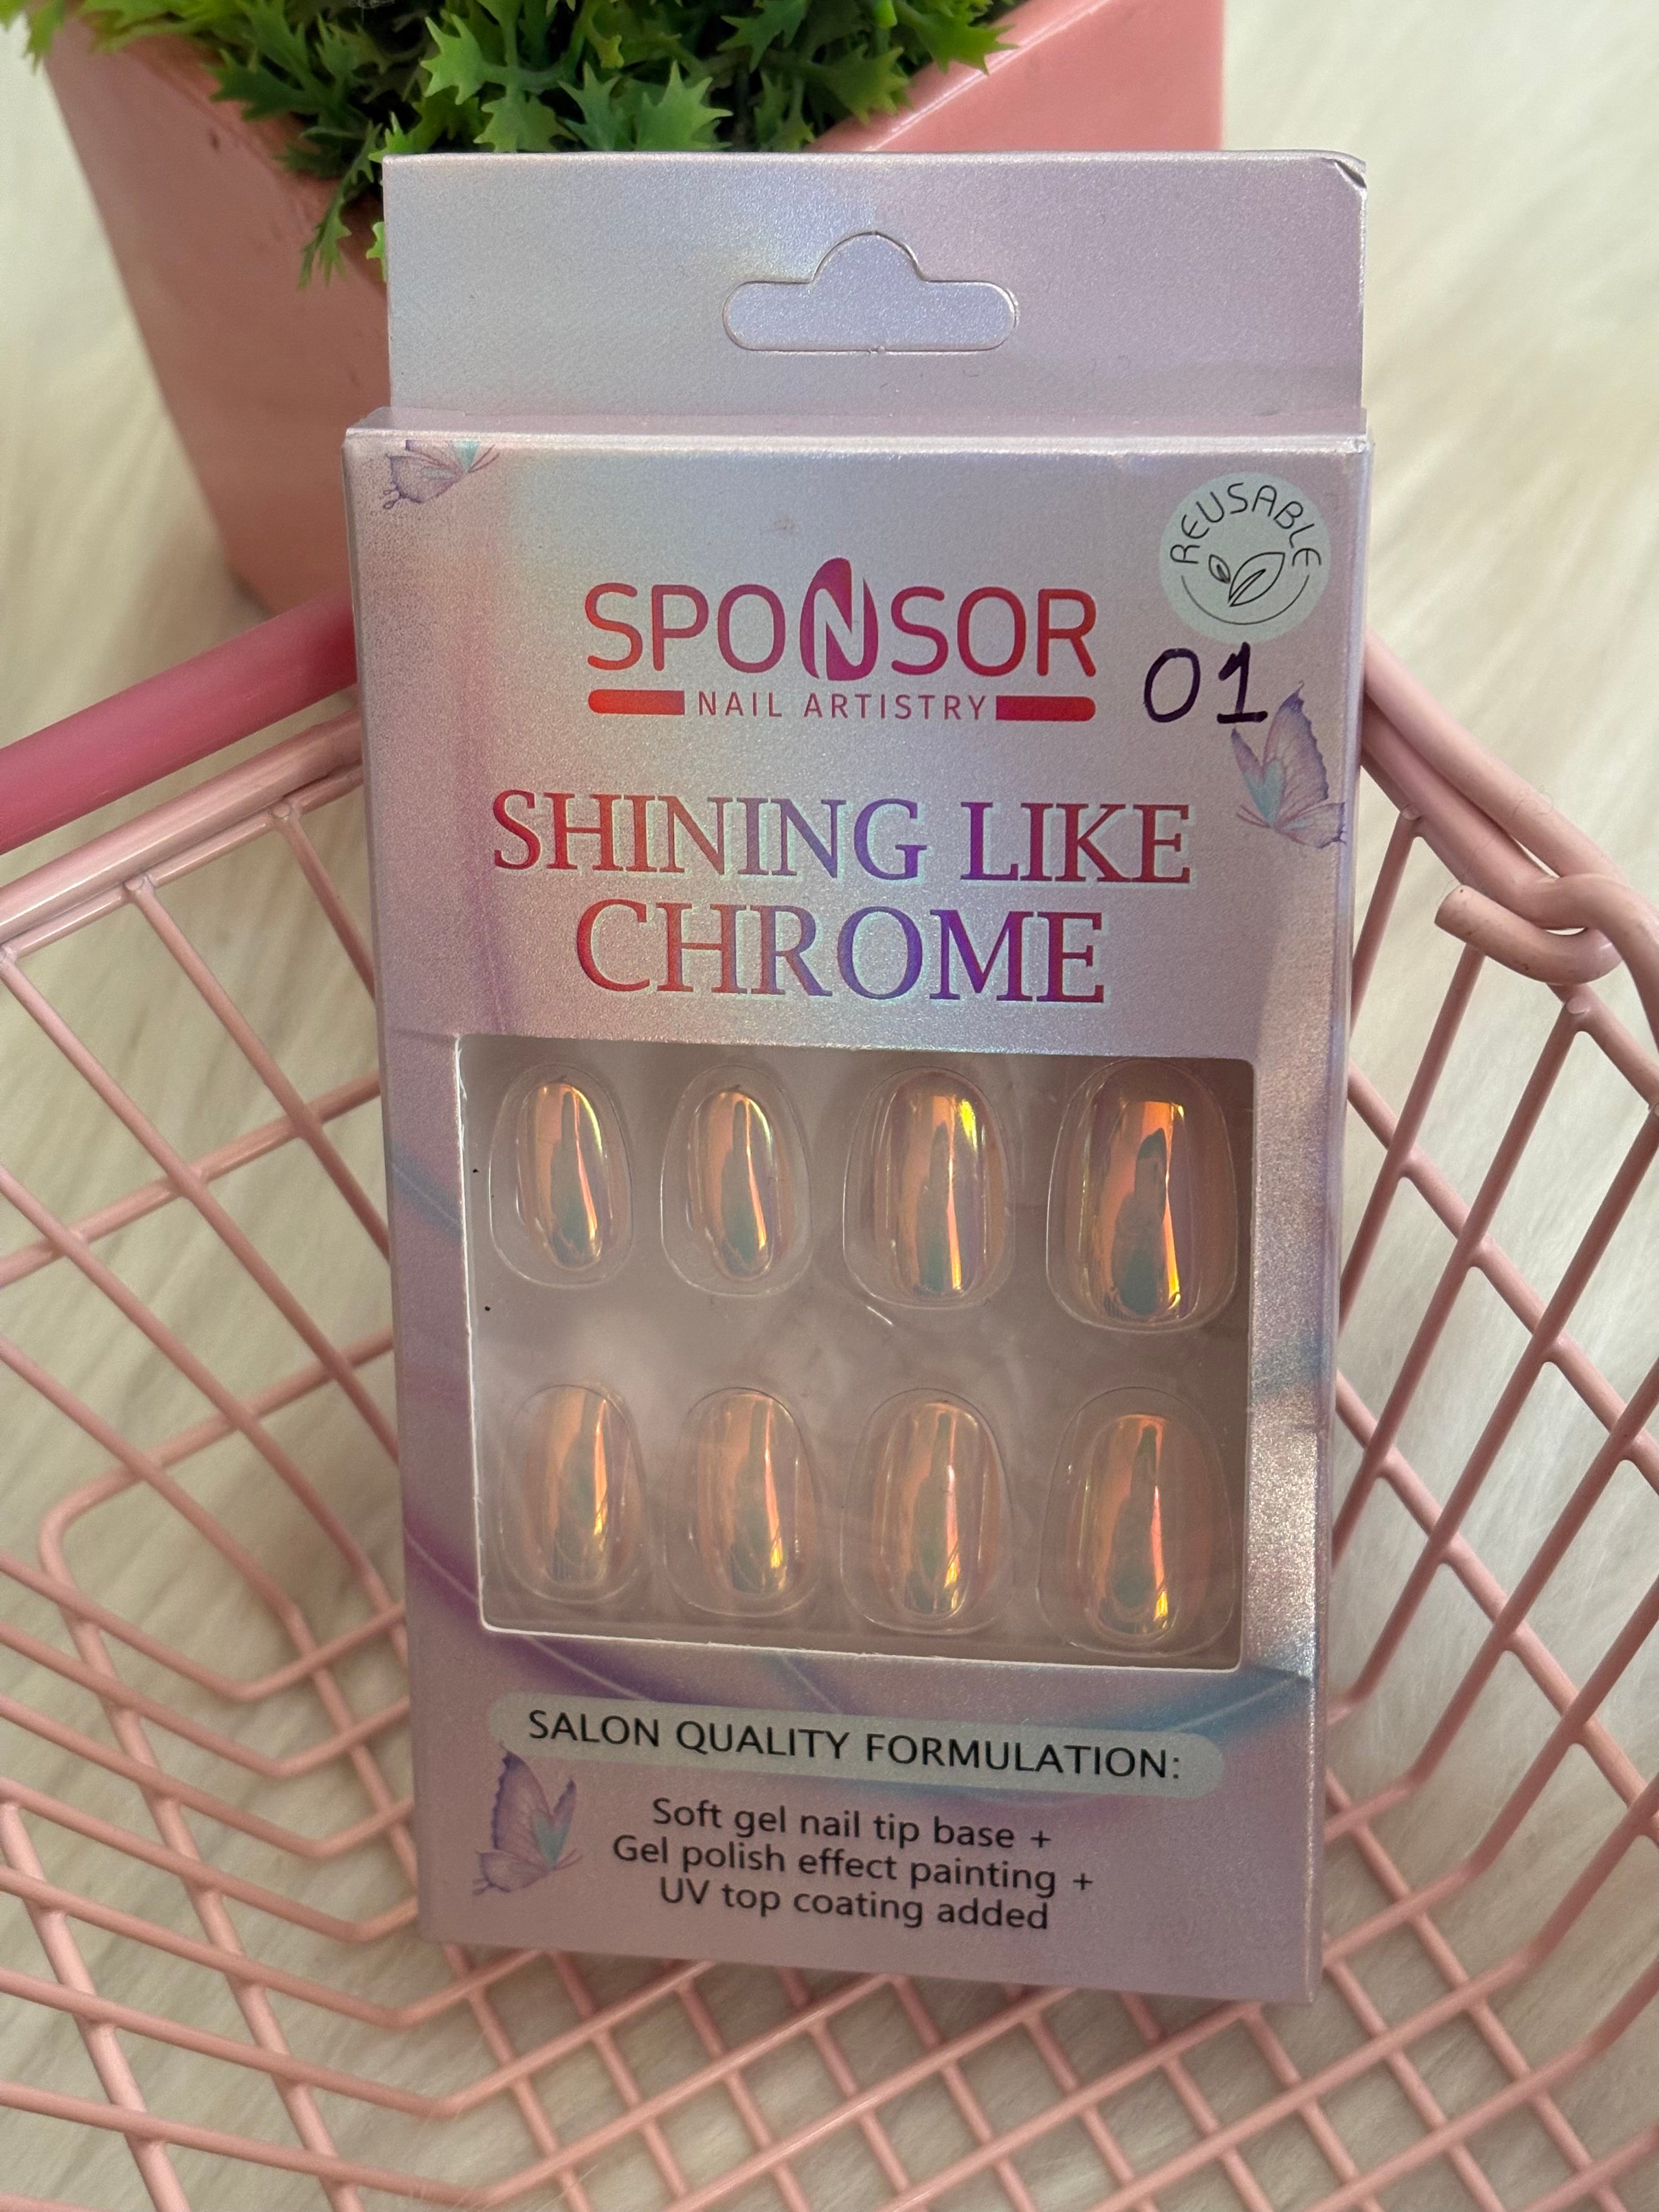 REUSABLE
SPONSOR
NAIL ARTISTRY
01
SHINING LIKE
CHROME
SALON QUALITY FORMULATION:
Soft gel nail tip base +
Gel polish effect painting +
UV top coating added